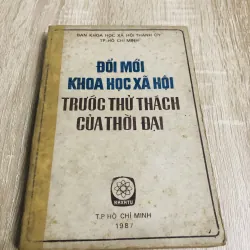 BAN KHOA HỌC XÃ HỘI THÀNH ỦY
TP. HỒ CHÍ MINH
ĐỔI MỚI
KHOA HỌC XÃ HỘI
TRƯỚC THỬ THÁCH
CỦA THỜI ĐẠI
T.P HỒ CHÍ MINH
1987